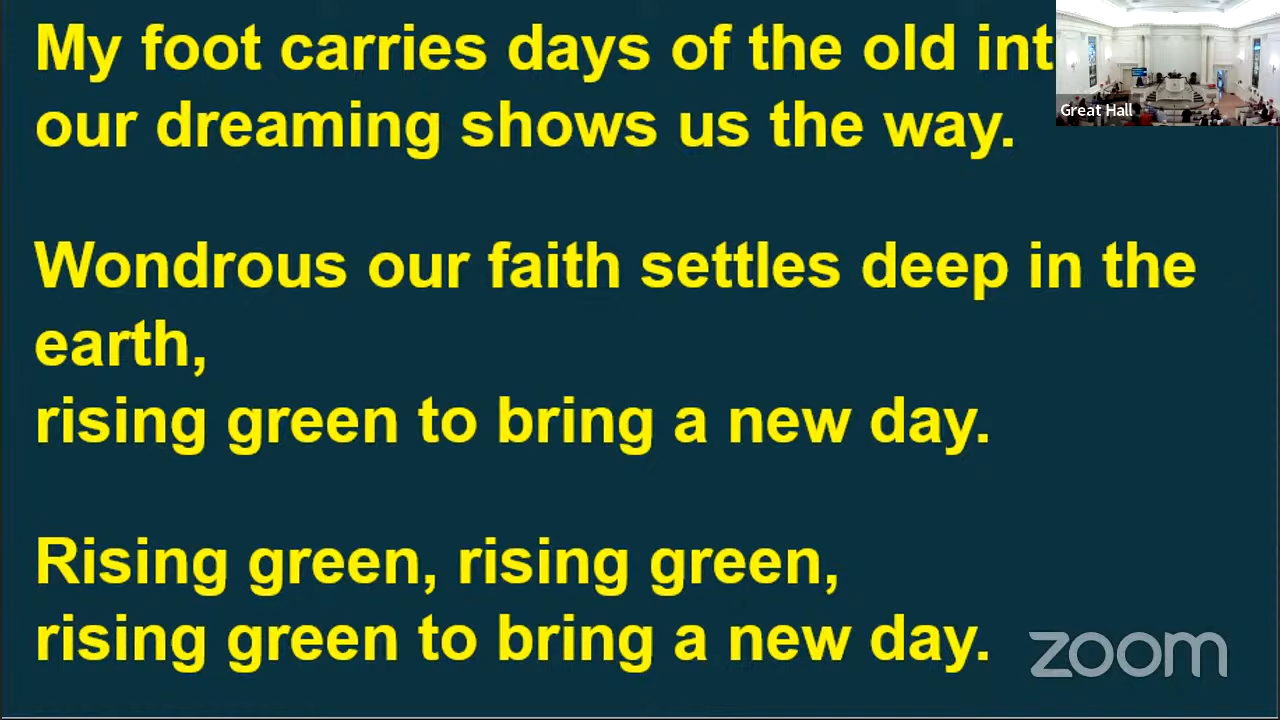 My foot carries days of the old int
our dreaming shows us the way.
Wondrous our faith settles deep in the
earth,
rising green to bring a new day.
Rising green, rising green,
rising green to bring a new day.
Great Hall
zoom